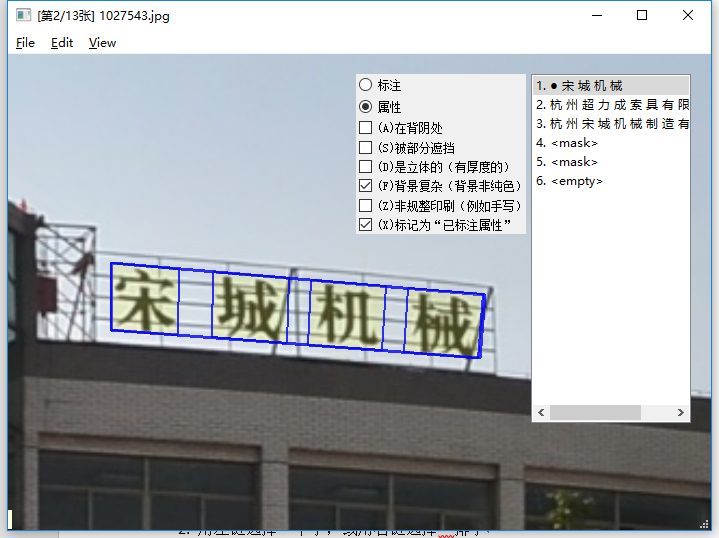 [第2/13张] 1027543.jpg
File Edit View
标注
属性
(A)在背阴处
(S)被部分遮挡
(D)是立体的（有厚度的）
(F)背景复杂（背景非纯色）
(Z)非规整印刷（例如手写）
(X)标记为“已标注属性”
1. ● 宋 城 机 械
2. 杭 州 超 力 成 索 具 有 限
3. 杭 州 宋 城 机 械 制 造 有
4. <mask>
5. <mask>
6. <empty>
宋城机械